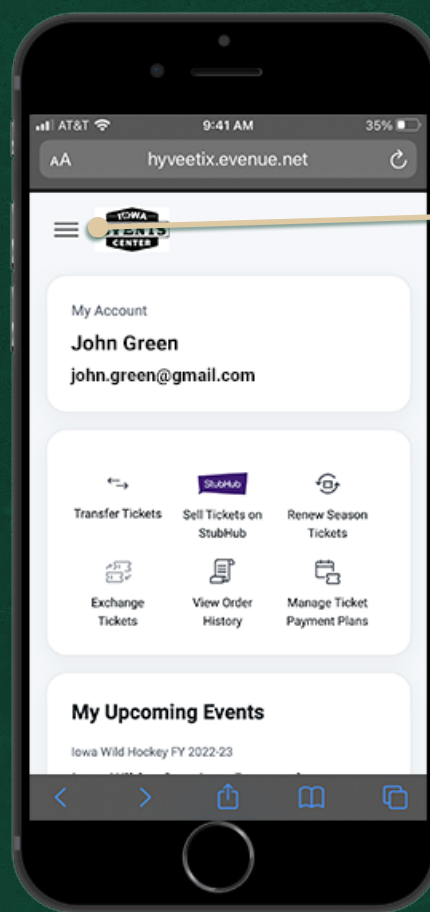 AT&T 9:41 AM 35%
AA hyveetix.evenue.net
IOWA
EVENTS
CENTER
My Account
John Green
john.green@gmail.com
Transfer Tickets
StubHub
Sell Tickets on
StubHub
Renew Season
Tickets
Exchange
Tickets
View Order
History
Manage Ticket
Payment Plans
My Upcoming Events
Iowa Wild Hockey FY 2022-23